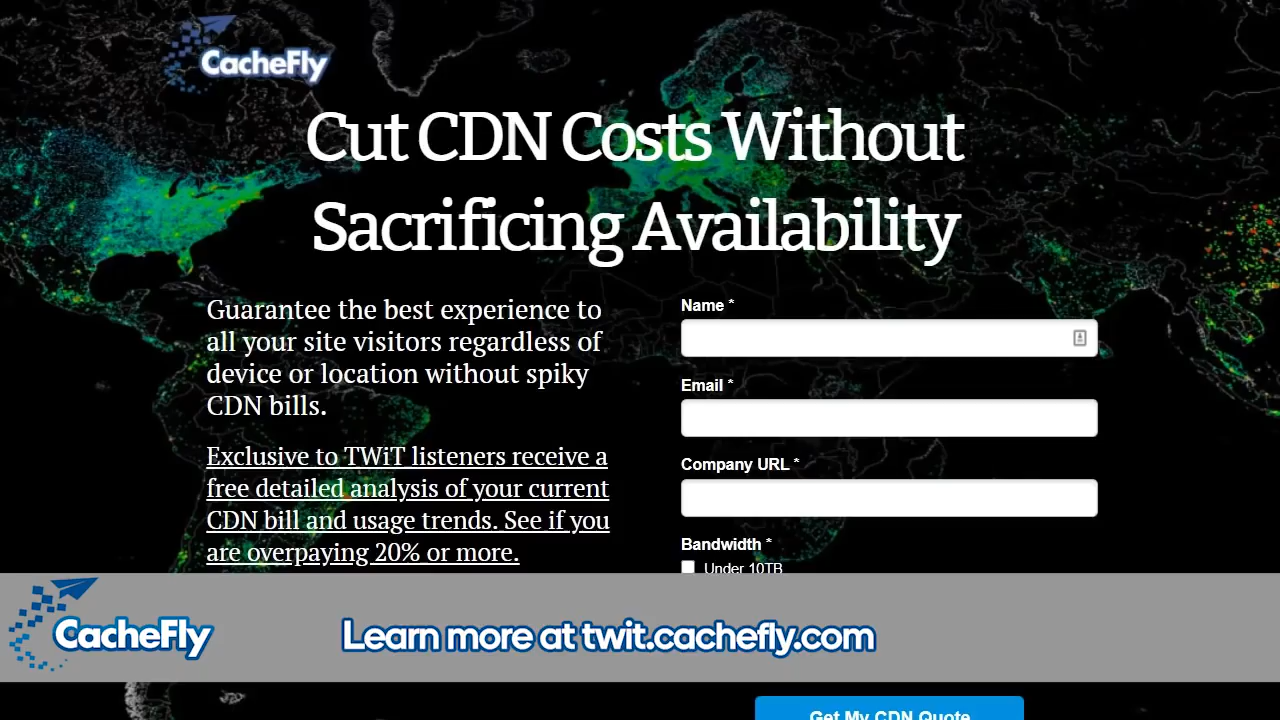 CacheFly
Cut CDN Costs Without
Sacrificing Availability
Guarantee the best experience to
all your site visitors regardless of
device or location without spiky
CDN bills.
Exclusive to TWiT listeners receive a
free detailed analysis of your current
CDN bill and usage trends. See if you
are overpaying 20% or more.
Name *
Email *
Company URL *
Bandwidth *
Under 10TB
CacheFly
Learn more at twit.cachefly.com
Get My CDN Quote